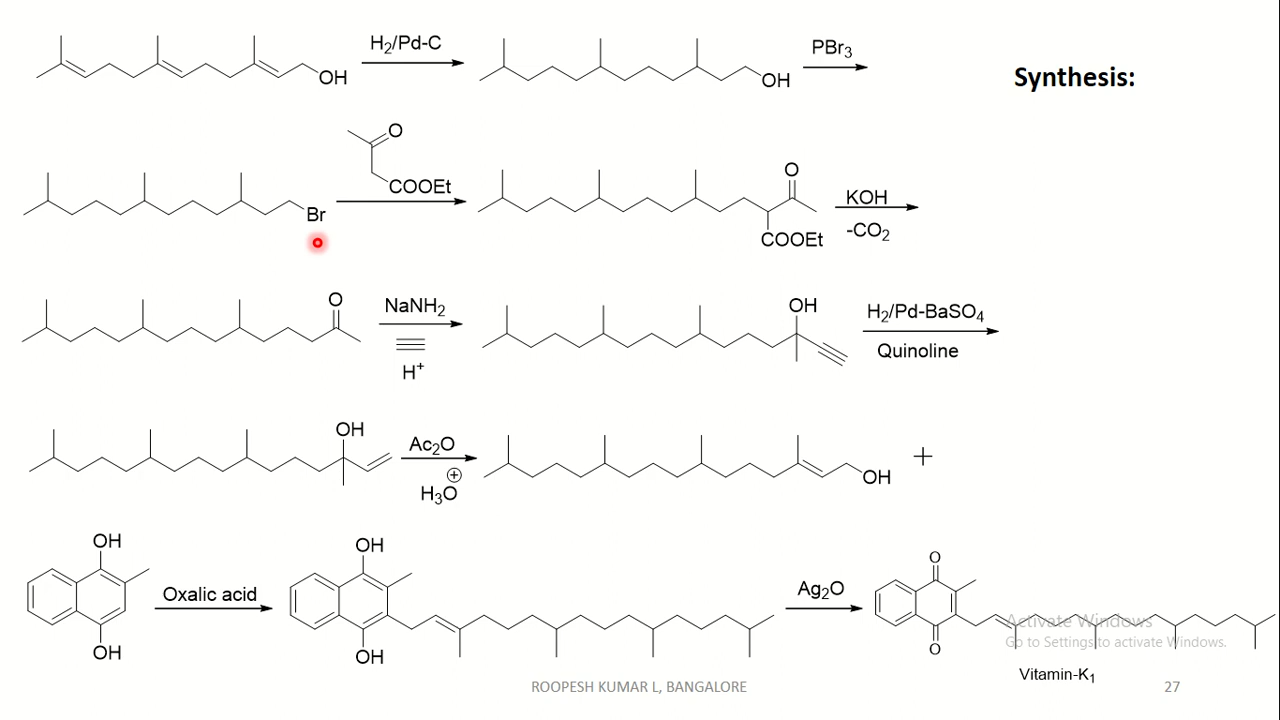 H2/Pd-C
OH
OH
PBr3
Synthesis:
O
COOEt
Br
O
COOEt
KOH
-CO2
O
NaNH2
H+
OH
H2/Pd-BaSO4
Quinoline
OH
Ac2O
H3O⊕
OH
+
OH
OH
Oxalic acid
OH
OH
Ag2O
O
O
Activate Windows
Go to Settings to activate Windows.
Vitamin-K1
ROOPESH KUMAR L, BANGALORE
27